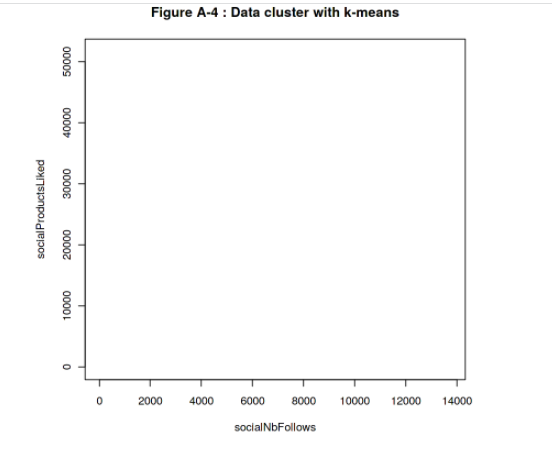 Figure A-4 : Data cluster with k-means
50000
40000
30000
20000
10000
0
socialProductsLiked
0 2000 4000 6000 8000 10000 12000 14000
socialNbFollows